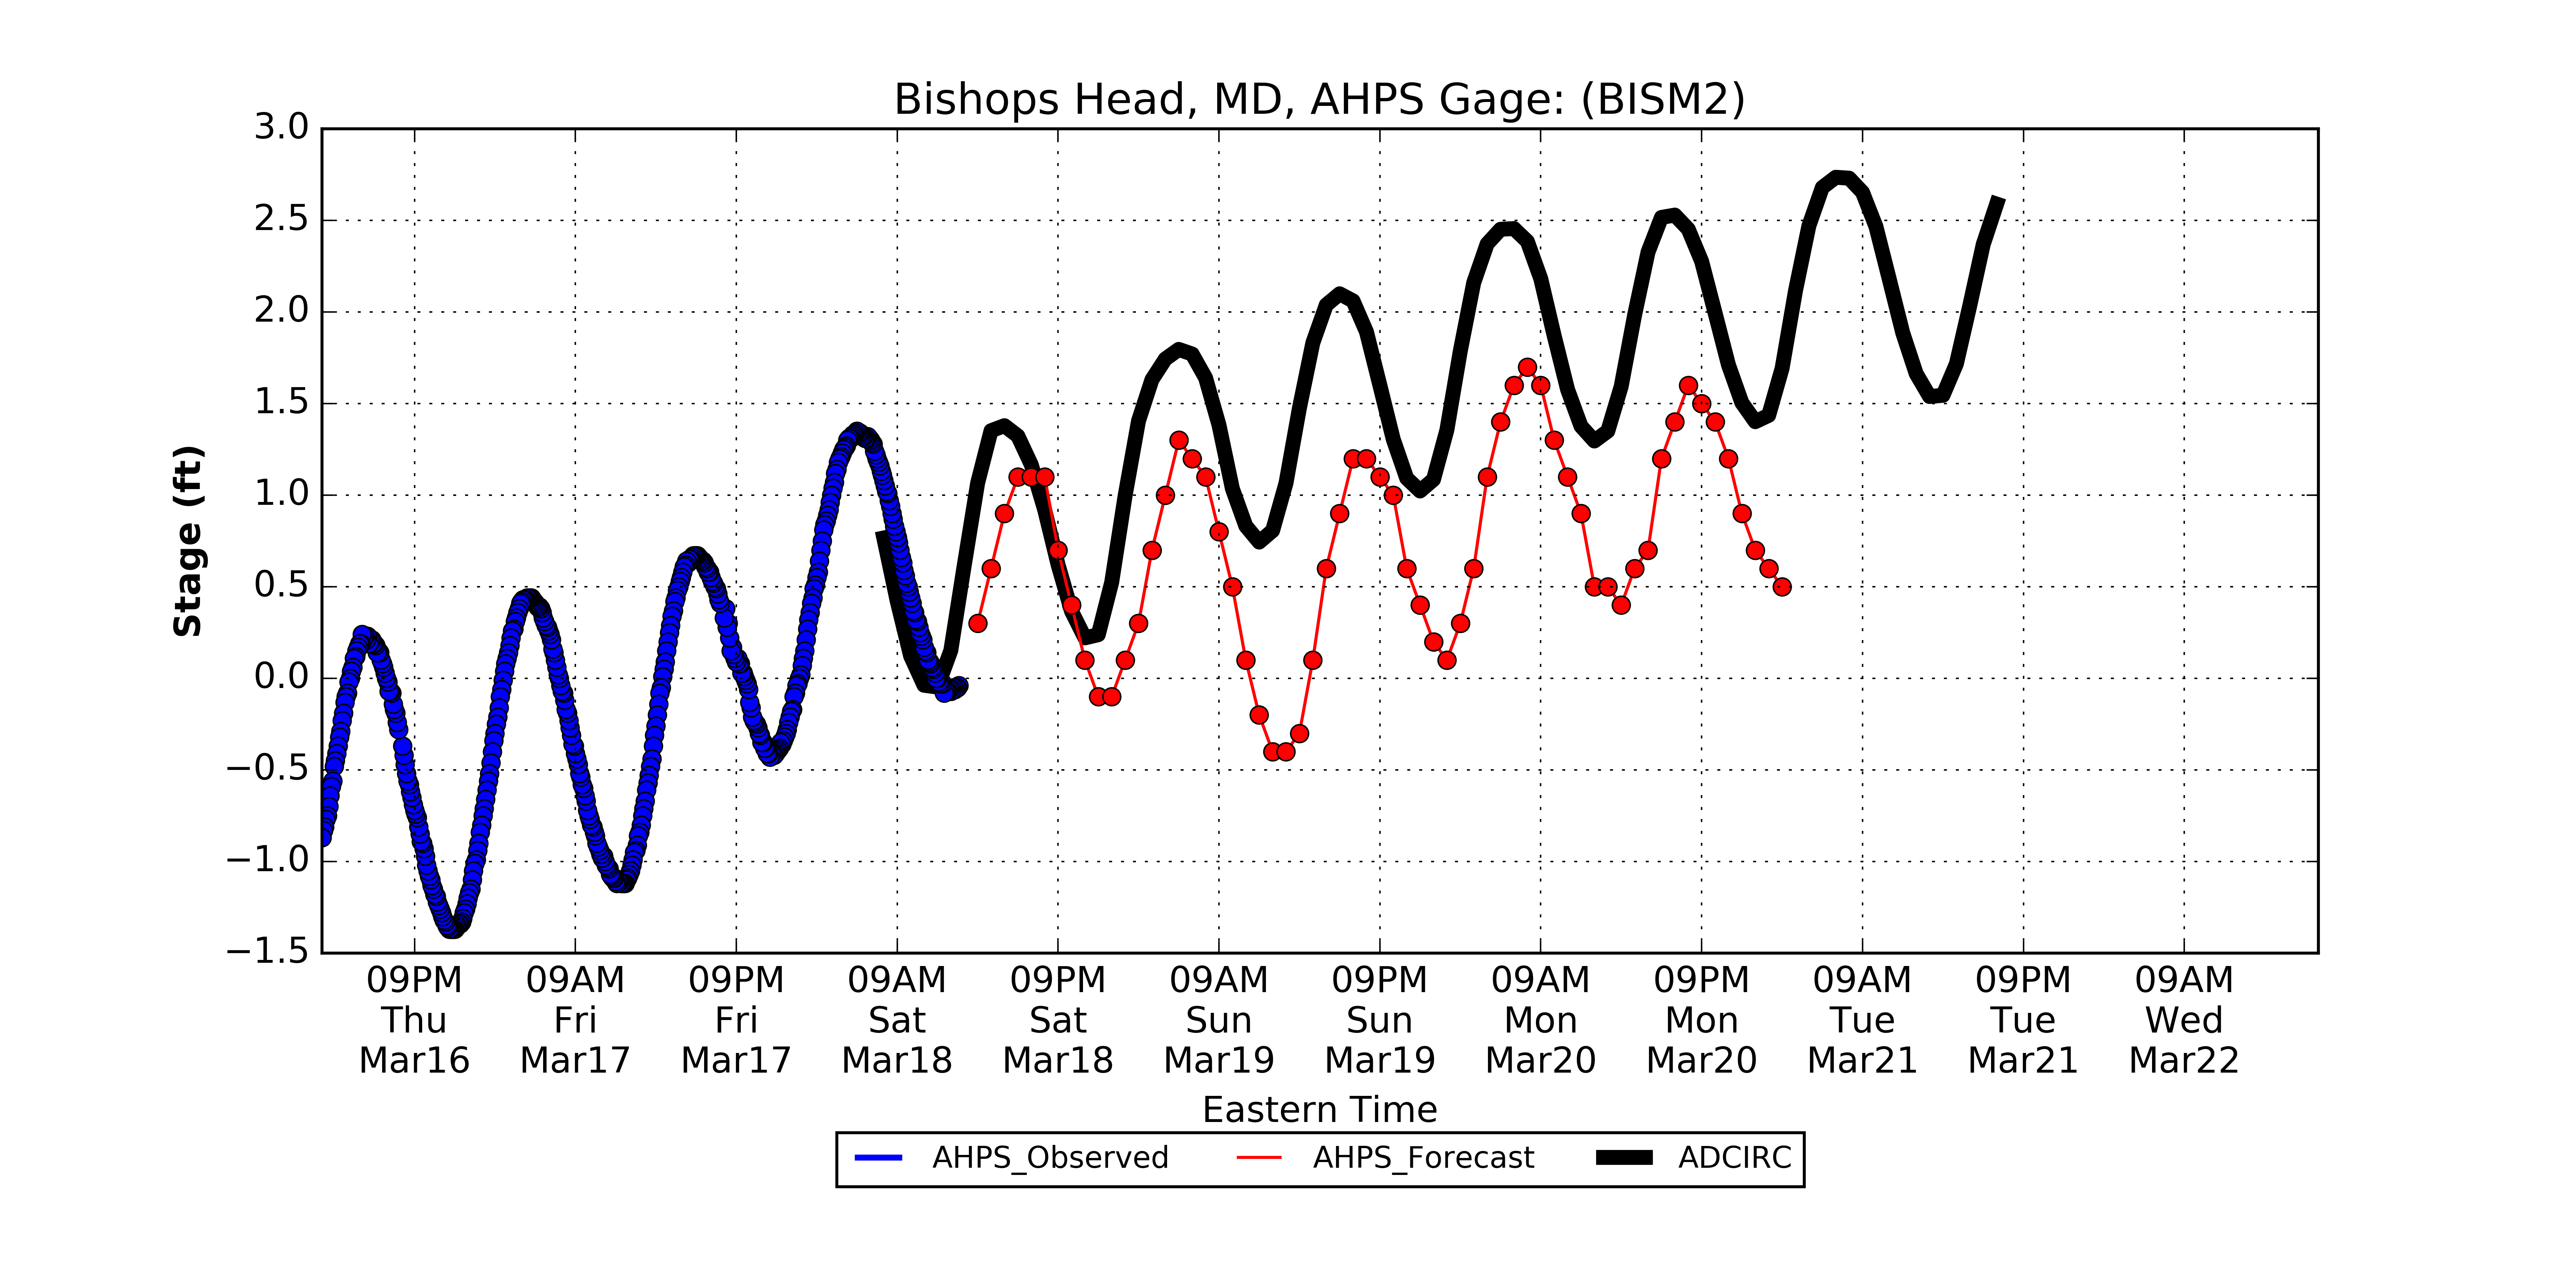 Bishops Head, MD, AHPS Gage: (BISM2)
3.0
2.5
2.0
1.5
1.0
0.5
0.0
−0.5
−1.0
−1.5
Stage (ft)
09PM 09AM 09PM 09AM 09PM 09AM 09PM 09AM 09PM 09AM 09PM 09AM
Thu Fri Fri Sat Sat Sun Sun Mon Mon Tue Tue Wed
Mar16 Mar17 Mar17 Mar18 Mar18 Mar19 Mar19 Mar20 Mar20 Mar21 Mar21 Mar22
Eastern Time
AHPS_Observed AHPS_Forecast ADCIRC